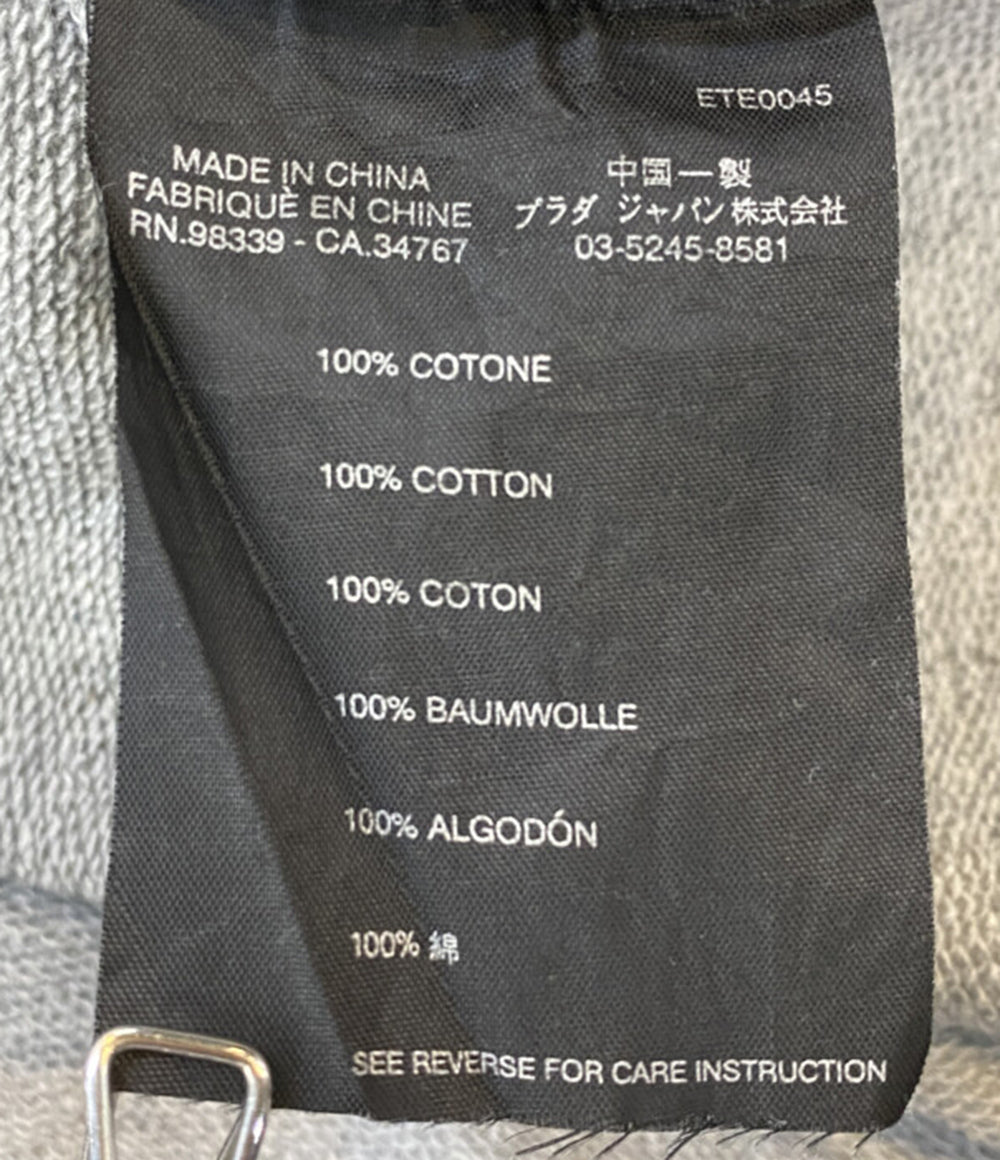 ETE0045
MADE IN CHINA
FABRIQUÈ EN CHINE
RN.98339 - CA.34767
中国一製
プラダ ジャパン株式会社
03-5245-8581
100% COTONE
100% COTTON
100% COTON
100% BAUMWOLLE
100% ALGODÓN
100% 綿
SEE REVERSE FOR CARE INSTRUCTION